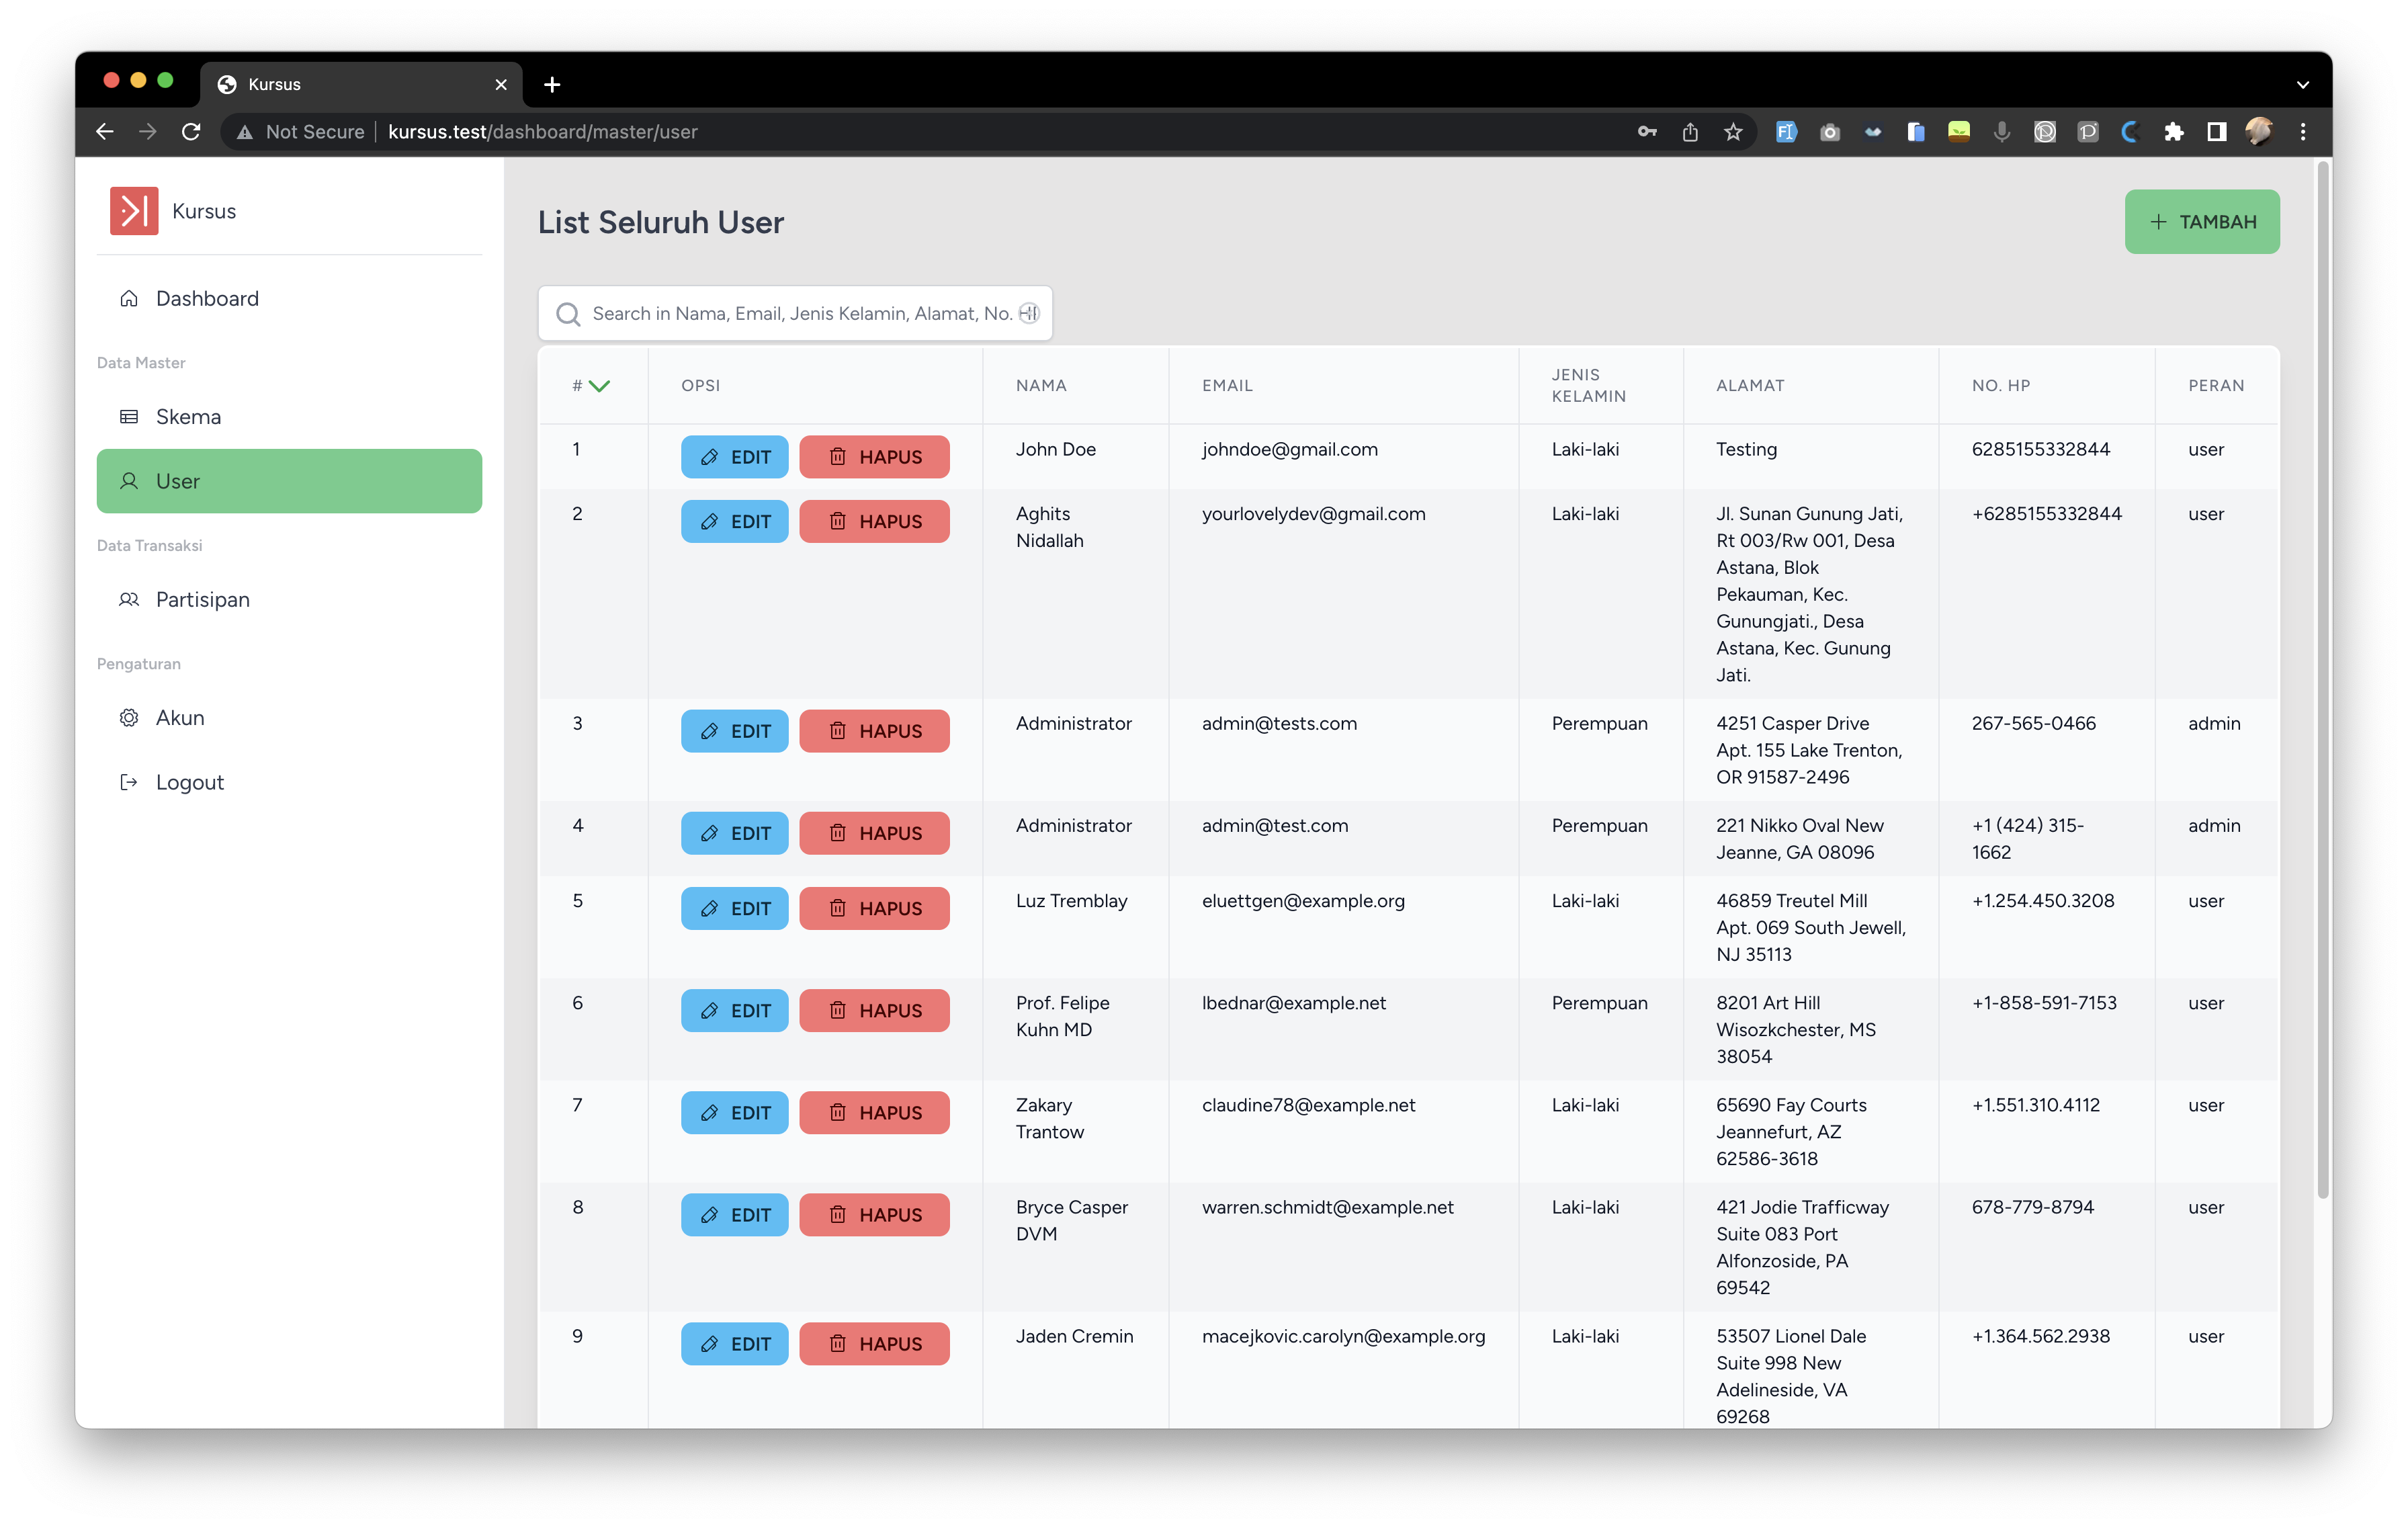 Kursus
Not Secure kursus.test/dashboard/master/user
Kursus
Dashboard
Data Master
Skema
User
Data Transaksi
Partisipan
Pengaturan
Akun
Logout
List Seluruh User
+ TAMBAH
Search in Nama, Email, Jenis Kelamin, Alamat, No. HP
# OPSI NAMA EMAIL JENIS KELAMIN ALAMAT NO. HP PERAN
1 EDIT HAPUS John Doe johndoe@gmail.com Laki-laki Testing 6285155332844 user
2 EDIT HAPUS Aghits Nidallah yourlovelydev@gmail.com Laki-laki Jl. Sunan Gunung Jati, +6285155332844 user
Rt 003/Rw 001, Desa
Astana, Blok
Pekauman, Kec.
Gunungjati., Desa
Astana, Kec. Gunung
Jati.
3 EDIT HAPUS Administrator admin@tests.com Perempuan 4251 Casper Drive 267-565-0466 admin
Apt. 155 Lake Trenton,
OR 91587-2496
4 EDIT HAPUS Administrator admin@test.com Perempuan 221 Nikko Oval New +1 (424) 315- admin
Jeanne, GA 08096 1662
5 EDIT HAPUS Luz Tremblay eluettgen@example.org Laki-laki 46859 Treutel Mill +1.254.450.3208 user
Apt. 069 South Jewell,
NJ 35113
6 EDIT HAPUS Prof. Felipe lbednar@example.net Perempuan 8201 Art Hill +1-858-591-7153 user
Kuhn MD Wisozkchester, MS
38054
7 EDIT HAPUS Zakary claudine78@example.net Laki-laki 65690 Fay Courts +1.551.310.4112 user
Trantow Jeannefurt, AZ
62586-3618
8 EDIT HAPUS Bryce Casper warren.schmidt@example.net Laki-laki 421 Jodie Trafficway 678-779-8794 user
DVM Suite 083 Port
Alfonzoside, PA
69542
9 EDIT HAPUS Jaden Cremin macejkovic.carolyn@example.org Laki-laki 53507 Lionel Dale +1.364.562.2938 user
Suite 998 New
Adelineside, VA
69268